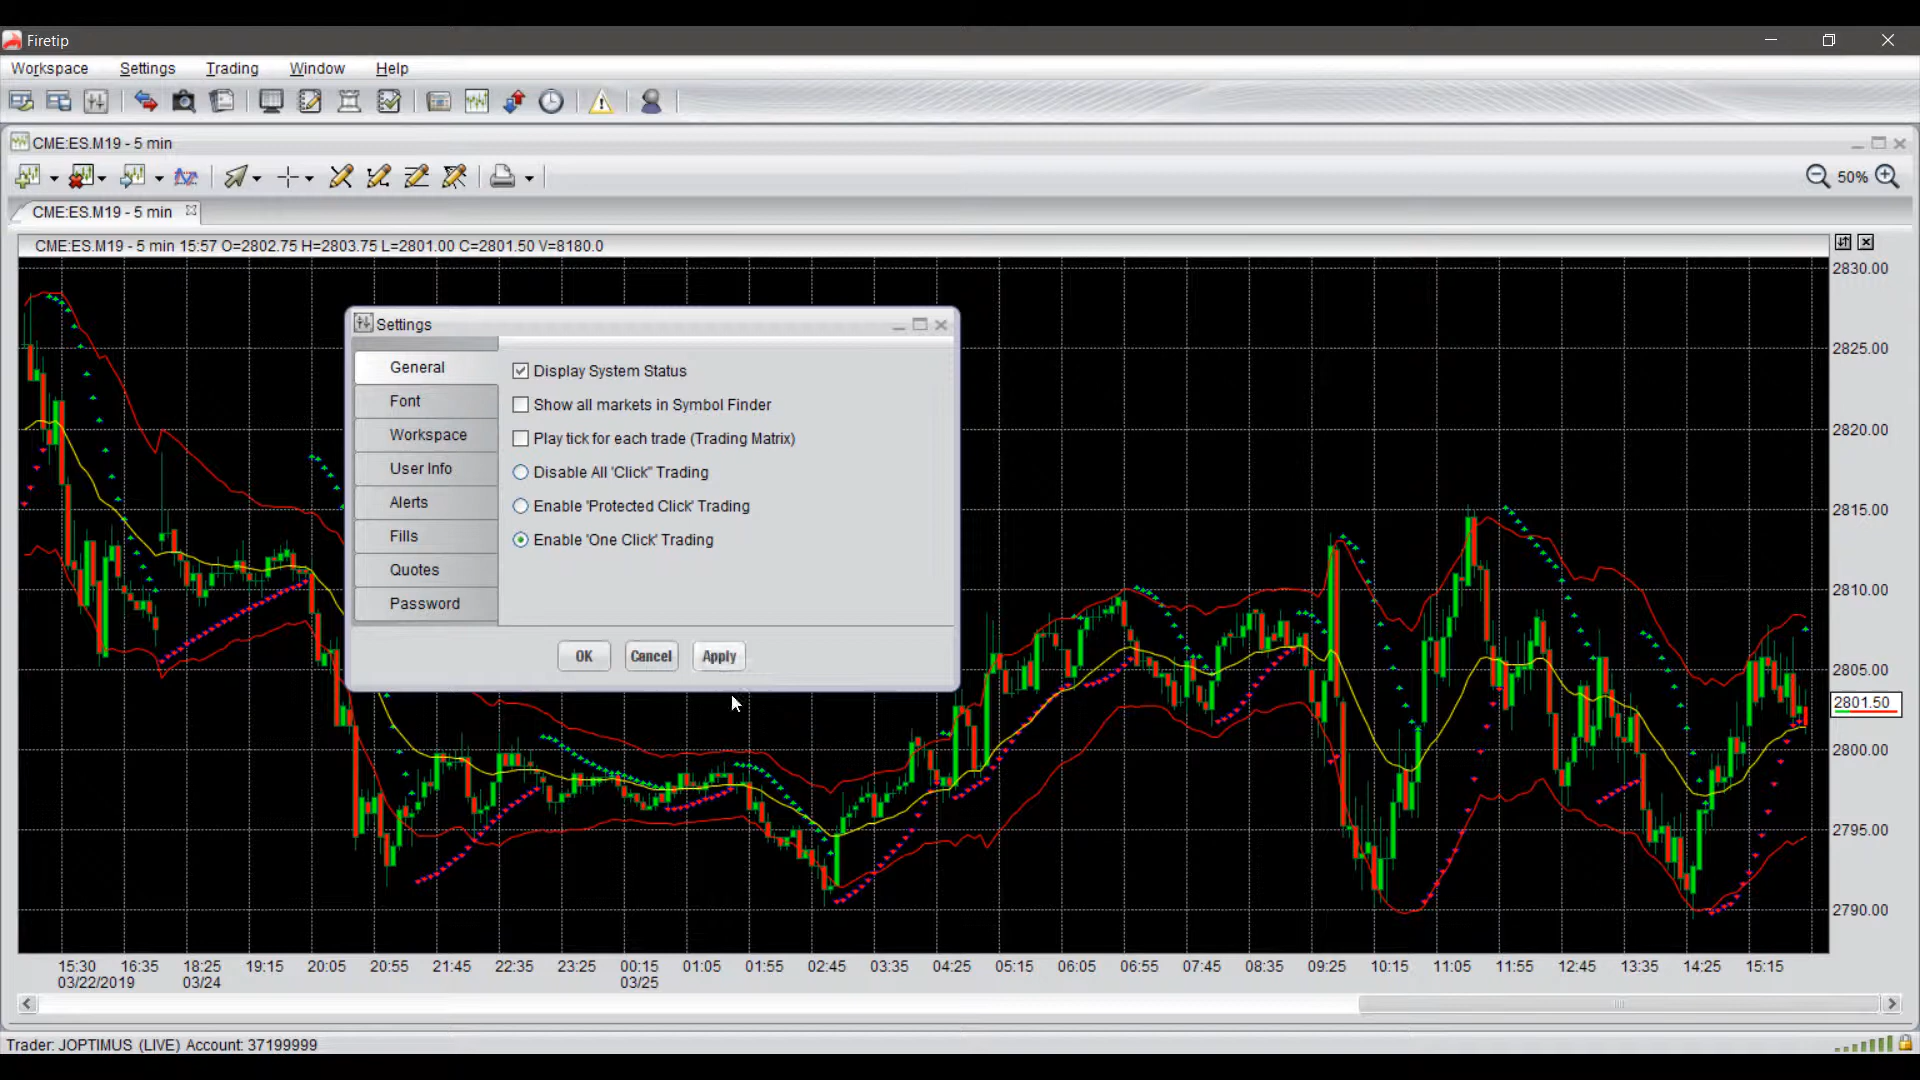 Firetip
Workspace Settings Trading Window Help
CME:ES.M19 - 5 min
50%
CME:ES.M19 - 5 min
CME:ES.M19 - 5 min 15:57 O=2802.75 H=2803.75 L=2801.00 C=2801.50 V=8180.0
2830.00
2825.00
2820.00
2815.00
2810.00
2805.00
2801.50
2800.00
2795.00
2790.00
Settings
General
Font
Workspace
User Info
Alerts
Fills
Quotes
Password
Display System Status
Show all markets in Symbol Finder
Play tick for each trade (Trading Matrix)
Disable All 'Click" Trading
Enable 'Protected Click' Trading
Enable 'One Click' Trading
OK Cancel Apply
15:30 16:35 18:25 19:15 20:05 20:55 21:45 22:35 23:25 00:15 01:05 01:55 02:45 03:35 04:25 05:15 06:05 06:55 07:45 08:35 09:25 10:15 11:05 11:55 12:45 13:35 14:25 15:15
03/22/2019 03/24 03/25
Trader: JOPTIMUS (LIVE) Account: 37199999